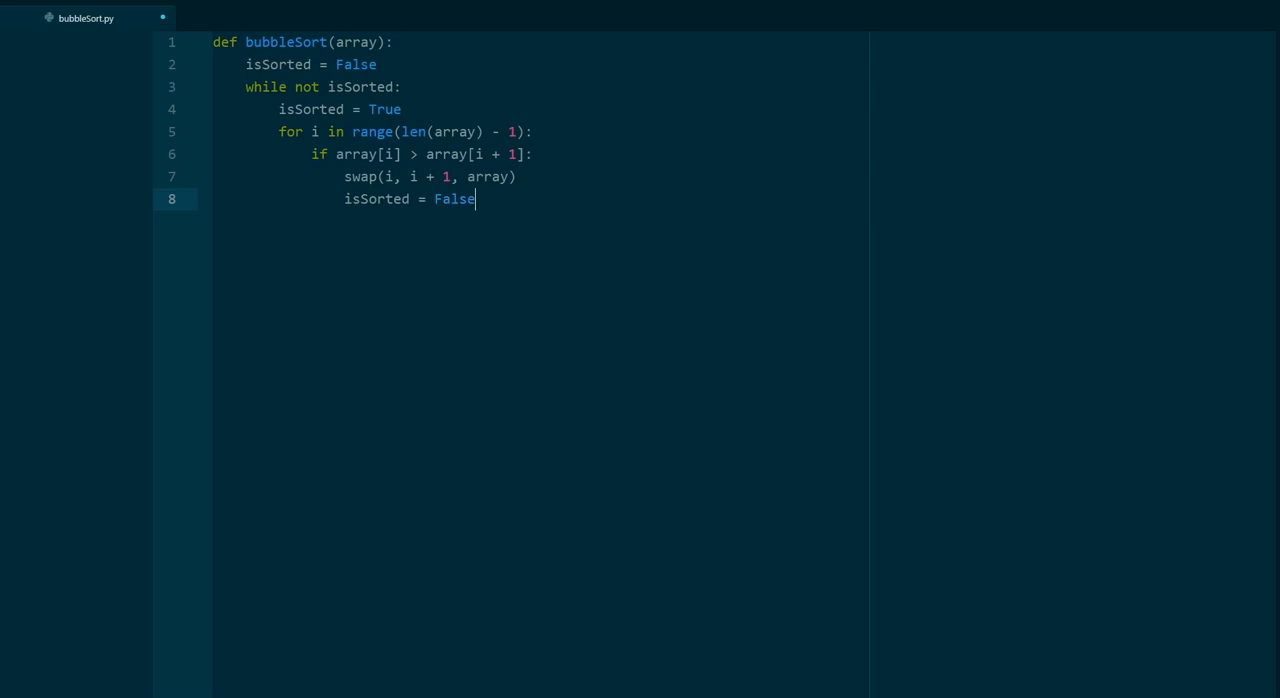 bubbleSort.py
1 def bubbleSort(array):
2     isSorted = False
3     while not isSorted:
4         isSorted = True
5         for i in range(len(array) - 1):
6             if array[i] > array[i + 1]:
7                 swap(i, i + 1, array)
8                 isSorted = False